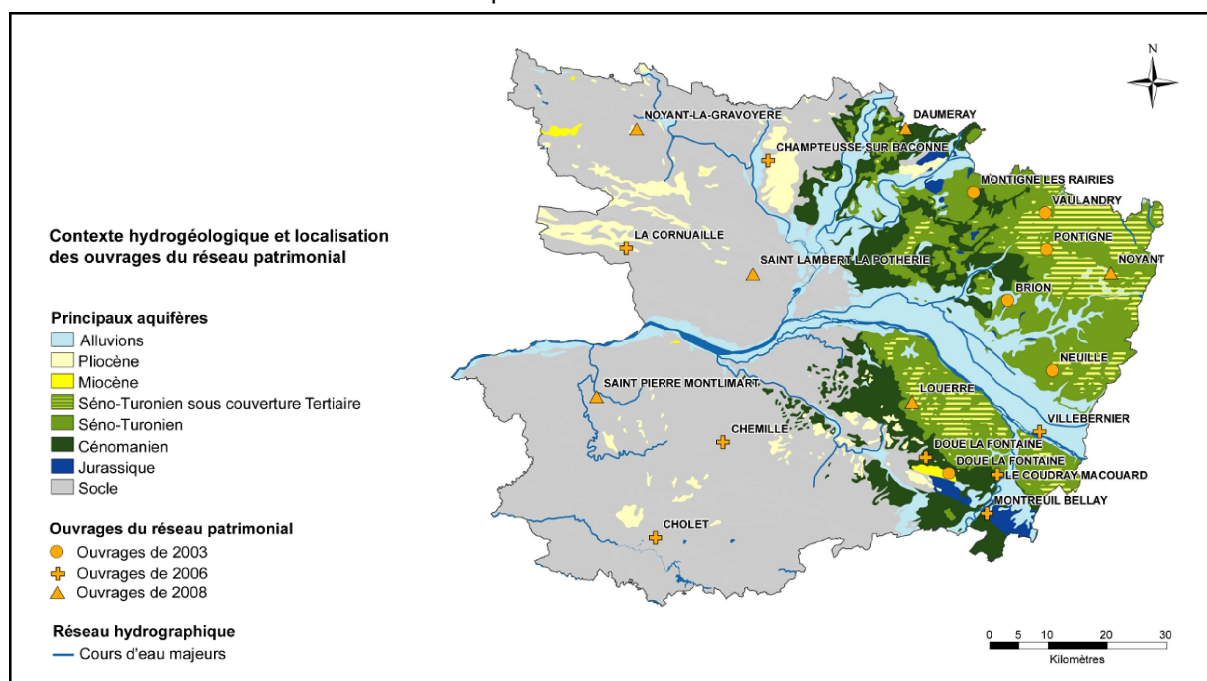 N
NOYANT-LA-GRAVOYERE
DAUMERAY
CHAMPTEUSSE SUR BACONNE
MONTIGNE LES RAIRIES
VAULANDRY
Contexte hydrogéologique et localisation
des ouvrages du réseau patrimonial
LA CORNUAILLE
PONTIGNE
SAINT LAMBERT LA POTHERIE
NOYANT
BRION
Principaux aquifères
Alluvions
Pliocène
Miocène
Séno-Turonien sous couverture Tertiaire
Séno-Turonien
Cénomanien
Jurassique
Socle
NEUILLE
SAINT PIERRE MONTLIMART
LOUERRE
VILLEBERNIER
CHEMILLE
DOUE LA FONTAINE
DOUE LA FONTAINE
LE COUDRAY MACOUARD
MONTREUIL BELLAY
CHOLET
Ouvrages du réseau patrimonial
Ouvrages de 2003
Ouvrages de 2006
Ouvrages de 2008
Réseau hydrographique
Cours d'eau majeurs
0 5 10 20 30
Kilomètres